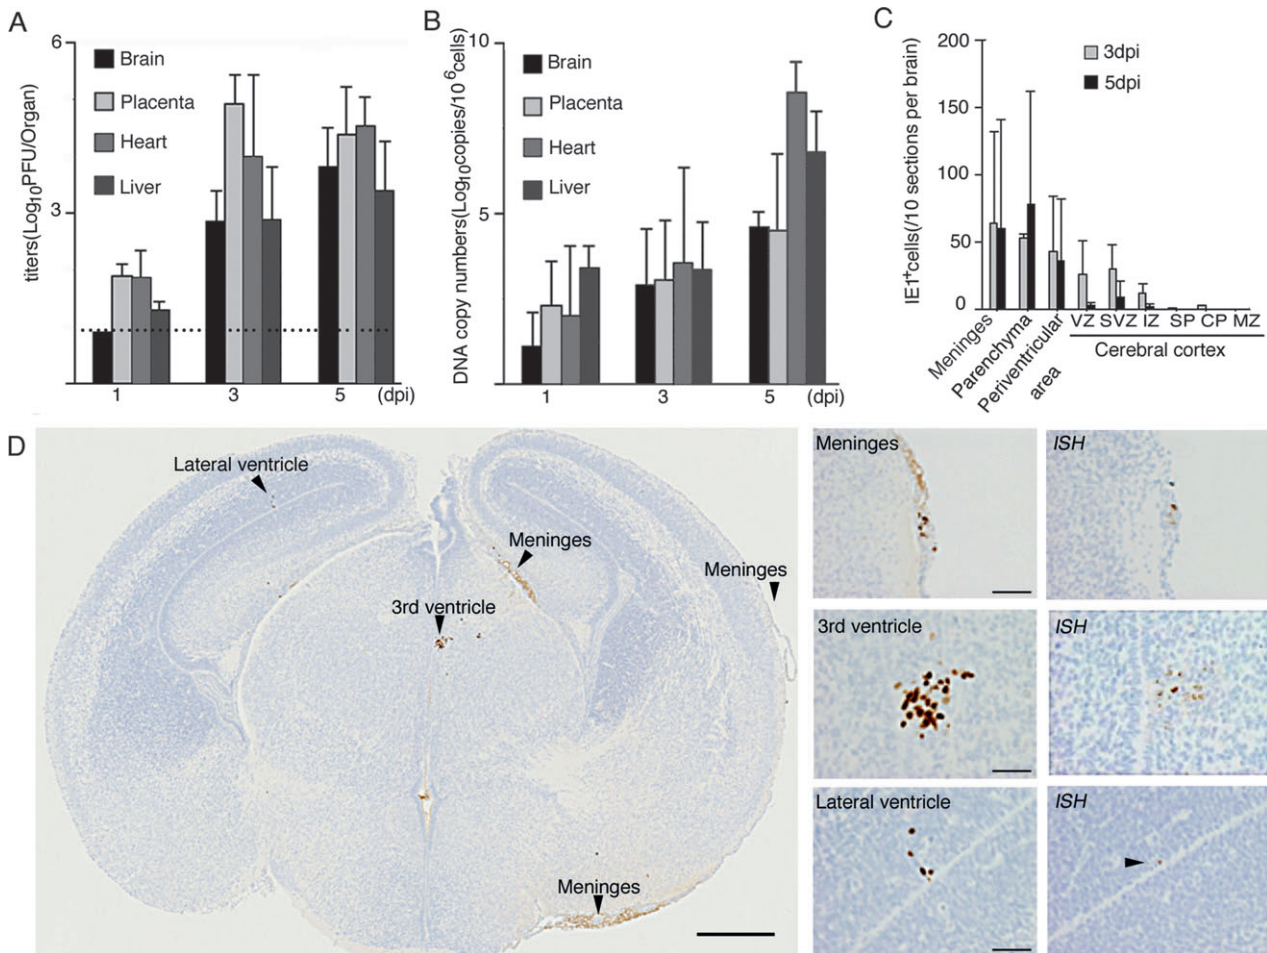 A
titers(Log10PFU/Organ)
6
3
Brain
Placenta
Heart
Liver
1
3
5
(dpi)
B
DNA copy numbers(Log10copies/10 6cells)
10
5
0
Brain
Placenta
Heart
Liver
1
3
5
(dpi)
C
IE1+cells(/10 sections per brain)
200
150
100
50
0
3dpi
5dpi
Meninges
Parenchyma
Periventricular
area
VZ SVZ IZ SP CP MZ
Cerebral cortex
D
Lateral ventricle
Meninges
Meninges
3rd ventricle
Meninges
Meninges
ISH
3rd ventricle
ISH
Lateral ventricle
ISH